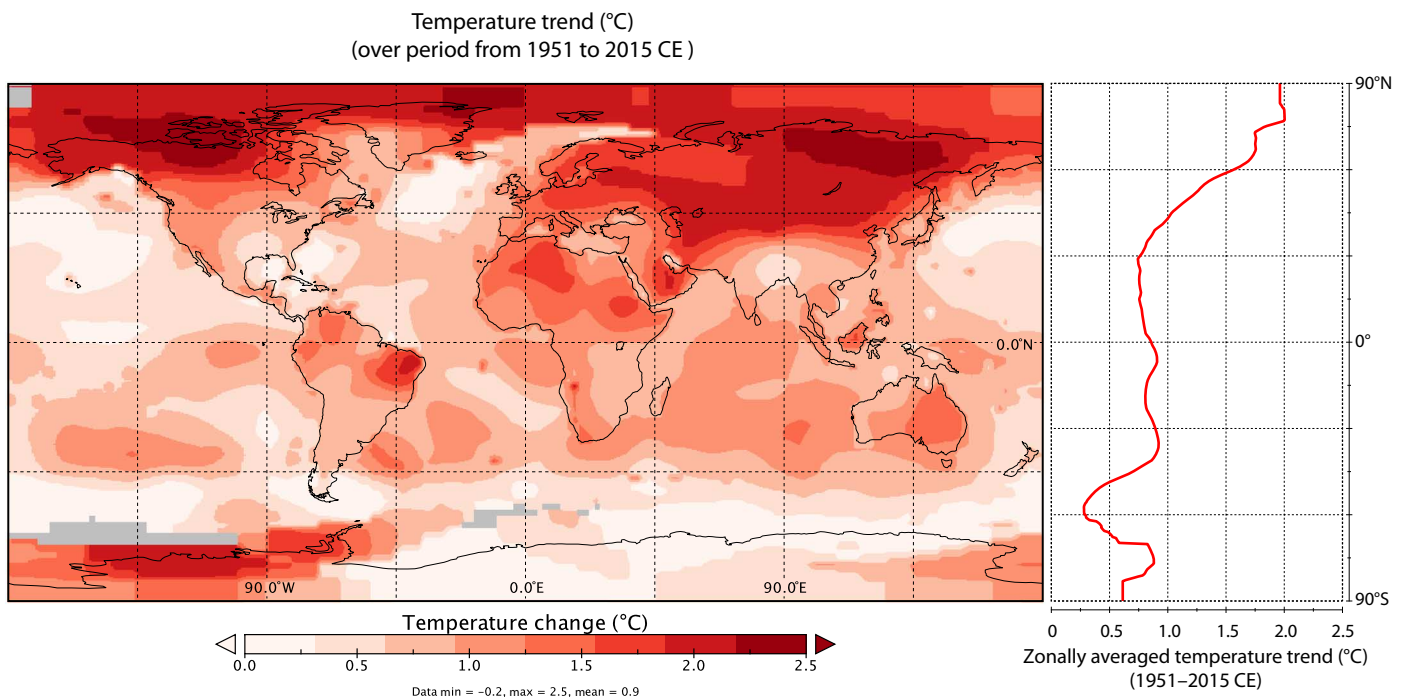 Temperature trend (°C)
(over period from 1951 to 2015 CE )
90°N
0°
90°S
0.0°N
90.0°W
0.0°E
90.0°E
Temperature change (°C)
0.0 0.5 1.0 1.5 2.0 2.5
Data min = −0.2, max = 2.5, mean = 0.9
0 0.5 1.0 1.5 2.0 2.5
Zonally averaged temperature trend (°C)
(1951–2015 CE)